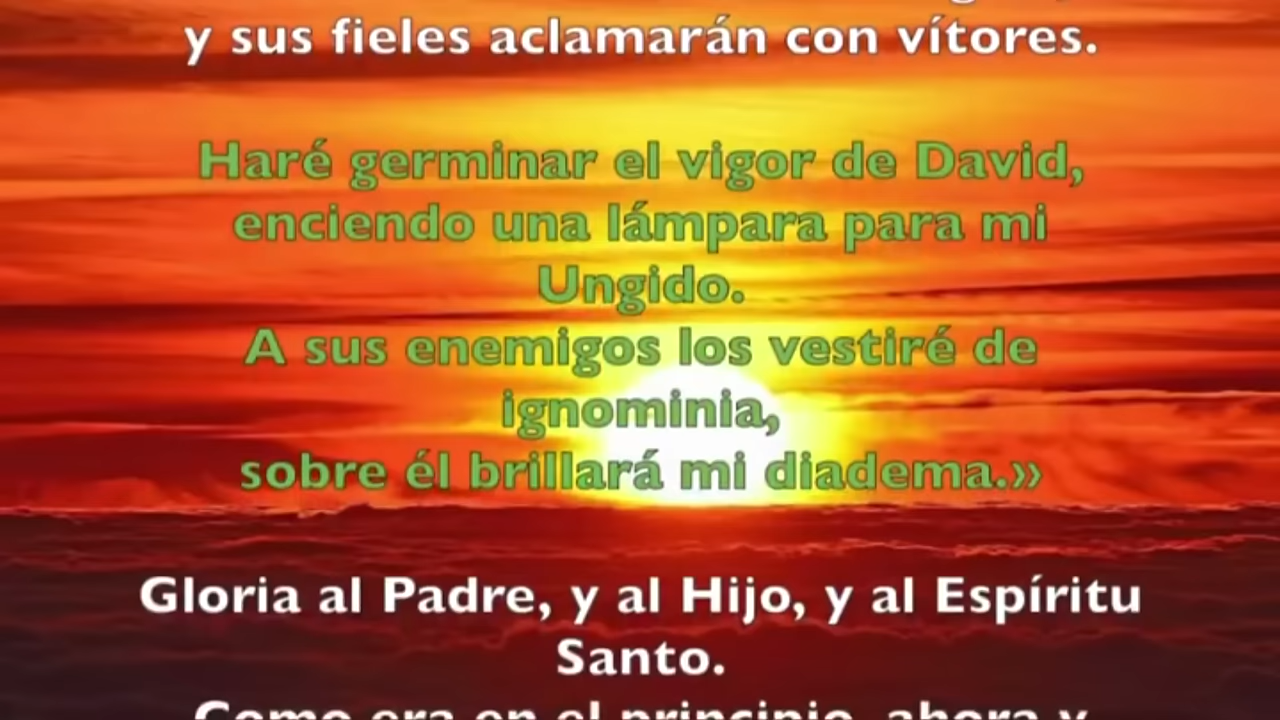 y sus fieles aclamarán con vítores.
Haré germinar el vigor de David,
enciendo una lámpara para mi
Ungido.
A sus enemigos los vestiré de
ignominia,
sobre él brillará mi diadema.»
Gloria al Padre, y al Hijo, y al Espíritu
Santo.
Como era en el principio, ahora y